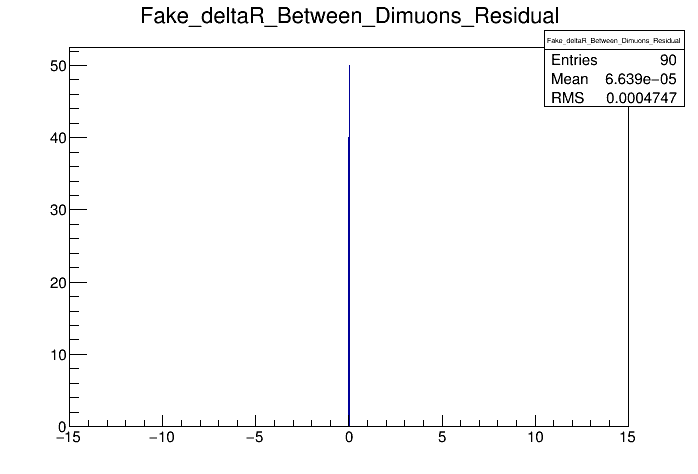 Fake_deltaR_Between_Dimuons_Residual
Fake_deltaR_Between_Dimuons_Residual
Entries 90
Mean 6.639e−05
RMS 0.0004747
50
40
30
20
10
0
−15 −10 −5 0 5 10 15